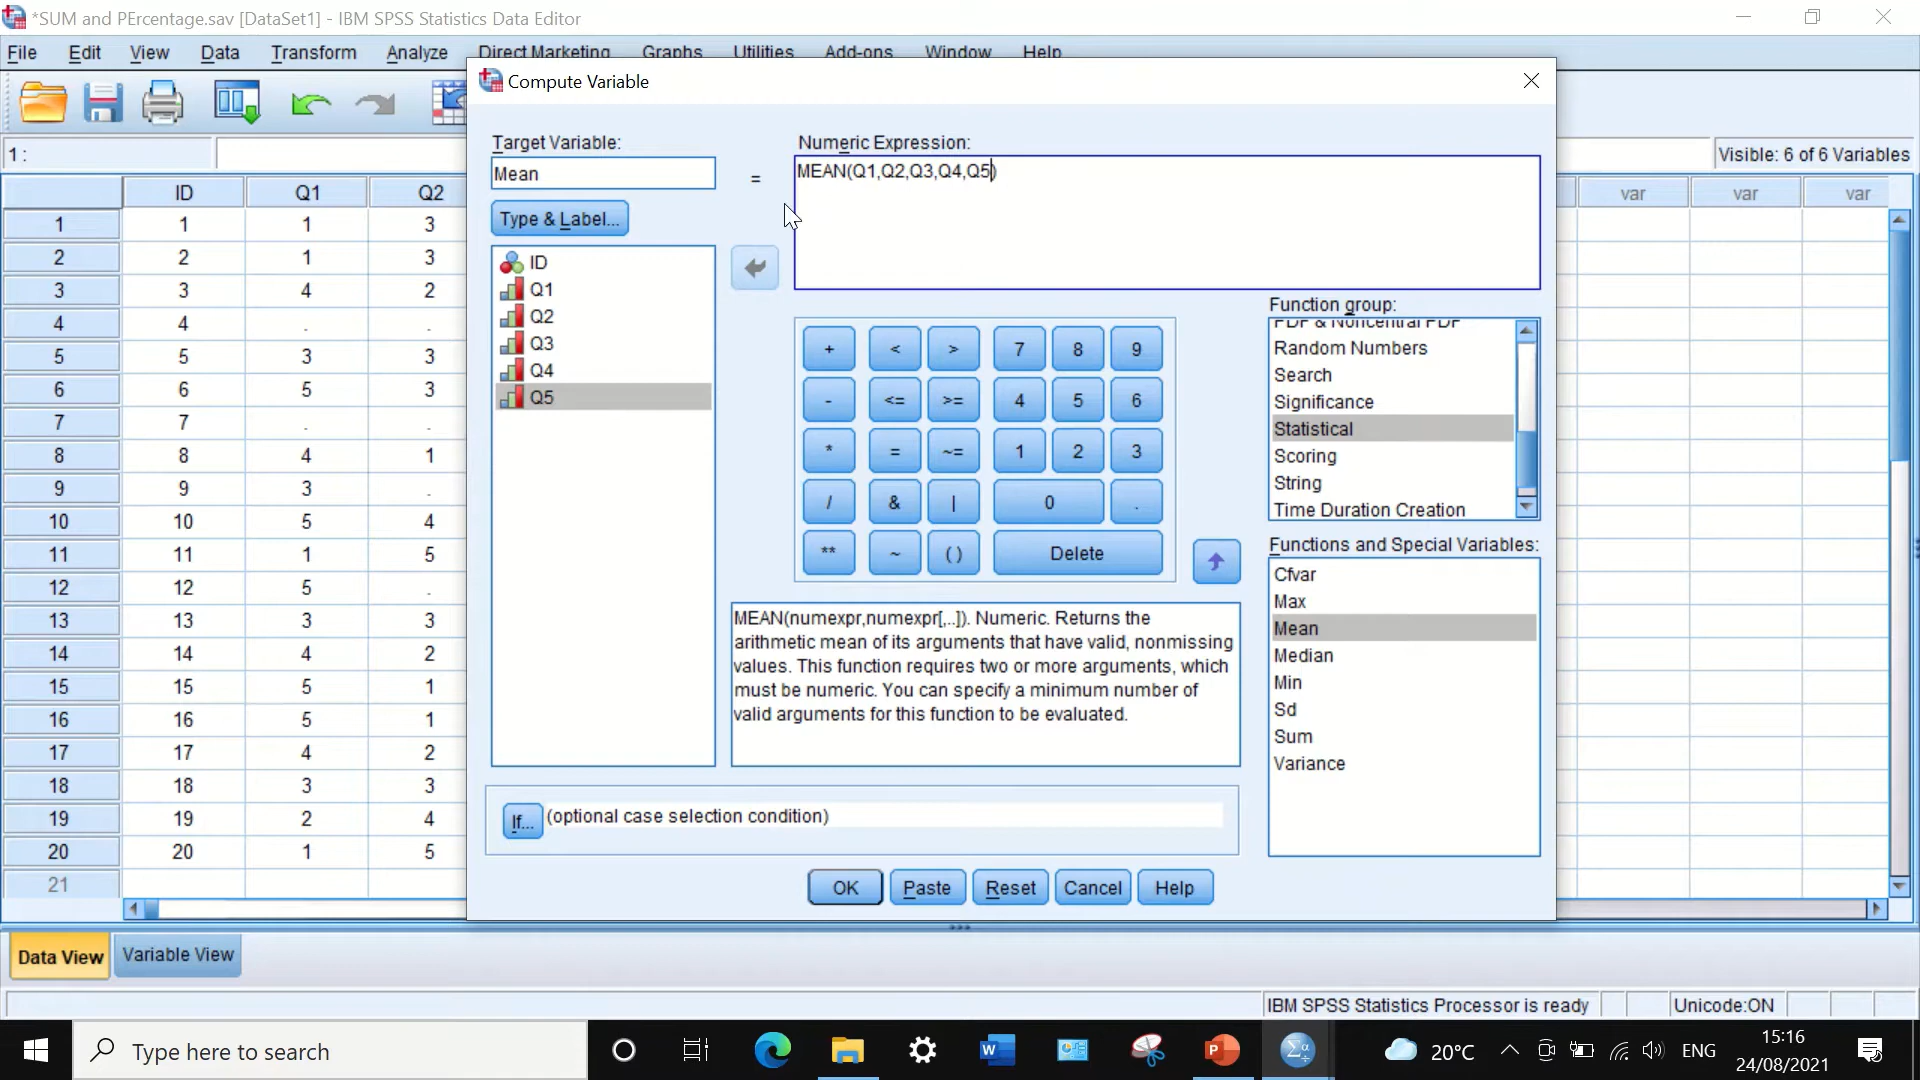 *SUM and PErcentage.sav [DataSet1] - IBM SPSS Statistics Data Editor
File Edit View Data Transform Analyze Direct Marketing Graphs Utilities Add-ons Window Help
Compute Variable
Target Variable:
Numeric Expression:
Mean
=
MEAN(Q1,Q2,Q3,Q4,Q5)
1 :
Visible: 6 of 6 Variables
Type & Label...
ID Q1 Q2 var var var
1 1 1 3
2 2 1 3
3 3 4 2
4 4 . .
5 5 3 3
6 6 5 3
7 7 . .
8 8 4 1
9 9 3 .
10 10 5 4
11 11 1 5
12 12 5 .
13 13 3 3
14 14 4 2
15 15 5 1
16 16 5 1
17 17 4 2
18 18 3 3
19 19 2 4
20 20 1 5
21
ID
Q1
Q2
Q3
Q4
Q5
+ < > 7 8 9
- <= >= 4 5 6
* = ~= 1 2 3
/ & | 0 .
** ~ ( ) Delete
Function group:
PDF & Noncentral PDF
Random Numbers
Search
Significance
Statistical
Scoring
String
Time Duration Creation
Functions and Special Variables:
Cfvar
Max
Mean
Median
Min
Sd
Sum
Variance
MEAN(numexpr,numexpr[,..]). Numeric. Returns the
arithmetic mean of its arguments that have valid, nonmissing
values. This function requires two or more arguments, which
must be numeric. You can specify a minimum number of
valid arguments for this function to be evaluated.
If... (optional case selection condition)
OK Paste Reset Cancel Help
Data View Variable View
IBM SPSS Statistics Processor is ready Unicode:ON
Type here to search
20°C
ENG
15:16
24/08/2021